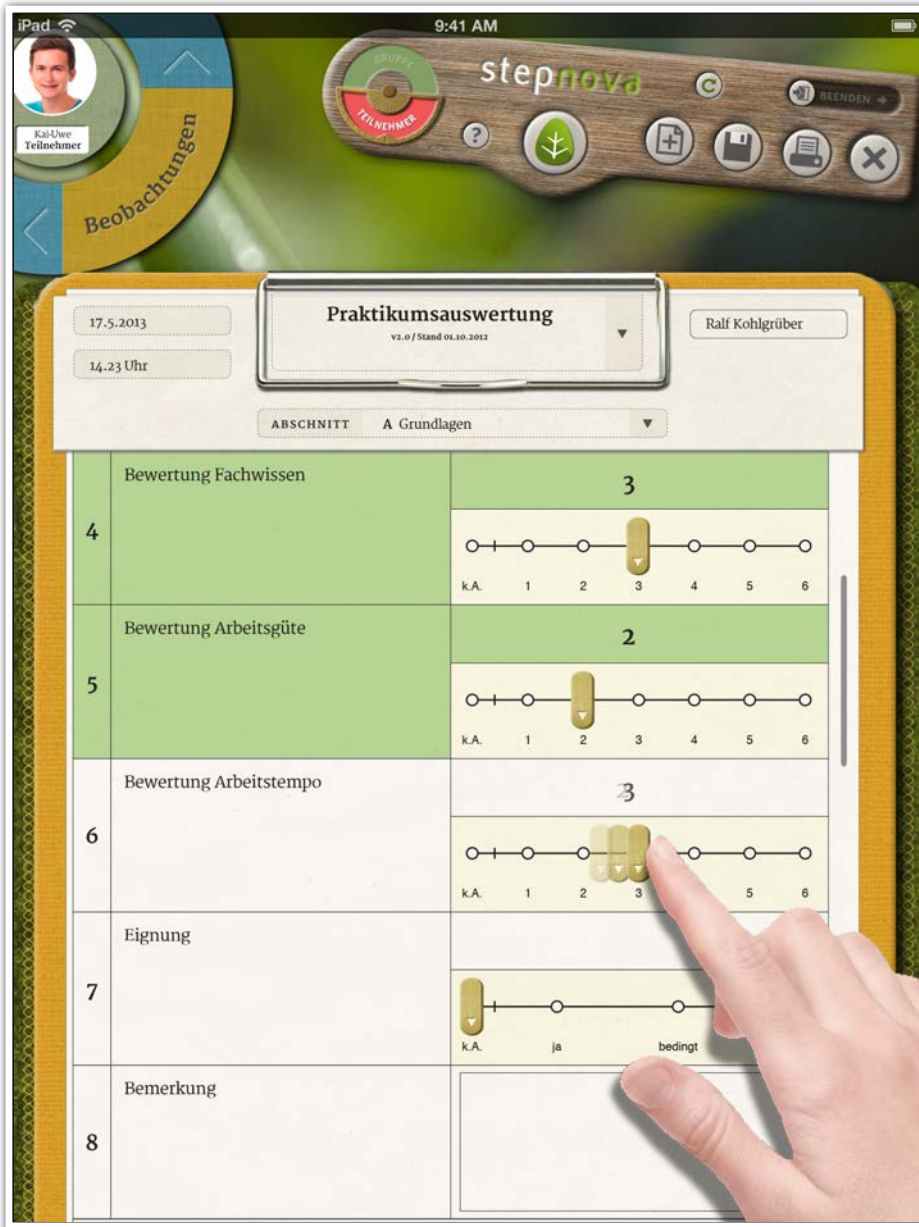 iPad
9:41 AM
Kai-Uwe
Teilnehmer
Beobachtungen
GRUPPE
TEILNEHMER
stepnova
?
BEENDEN
17.5.2013
14.23 Uhr
Praktikumsauswertung
v2.0 / Stand 01.10.2012
Ralf Kohlgrüber
ABSCHNITT A Grundlagen
4 Bewertung Fachwissen 3
k.A. 1 2 3 4 5 6
5 Bewertung Arbeitsgüte 2
k.A. 1 2 3 4 5 6
6 Bewertung Arbeitstempo 23
k.A. 1 2 3 5 6
7 Eignung
k.A. ja bedingt
8 Bemerkung